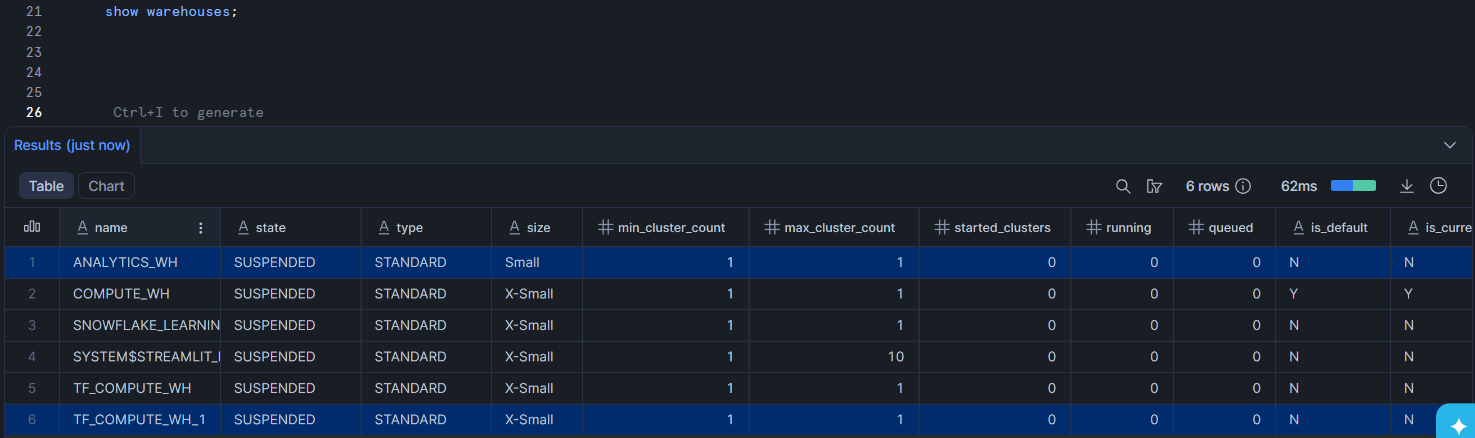 21 show warehouses;
22
23
24
25
26 Ctrl+I to generate
Results (just now)
Table Chart 6 rows 62ms
A name A state A type A size # min_cluster_count # max_cluster_count # started_clusters # running # queued A is_default A is_curre
1 ANALYTICS_WH SUSPENDED STANDARD Small 1 1 0 0 0 N N
2 COMPUTE_WH SUSPENDED STANDARD X-Small 1 1 0 0 0 Y Y
3 SNOWFLAKE_LEARNIN SUSPENDED STANDARD X-Small 1 1 0 0 0 N N
4 SYSTEM$STREAMLIT_ SUSPENDED STANDARD X-Small 1 10 0 0 0 N N
5 TF_COMPUTE_WH SUSPENDED STANDARD X-Small 1 1 0 0 0 N N
6 TF_COMPUTE_WH_1 SUSPENDED STANDARD X-Small 1 1 0 0 0 N N